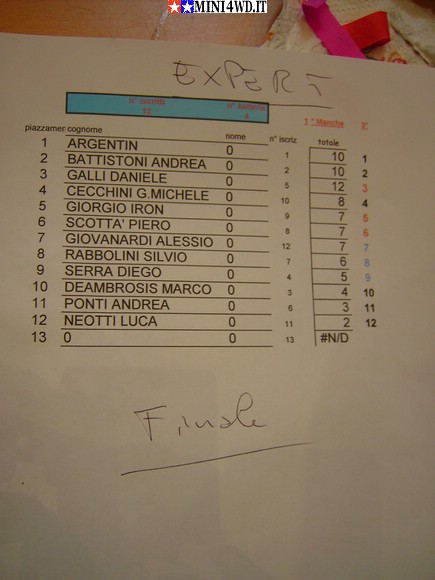 MINI4WD.IT
EXPERT
n° iscritti
12
1° Manche 2°
piazzamen cognome nome n° iscriz totale
1 ARGENTIN 0 1 10 1
2 BATTISTONI ANDREA 0 2 10 2
3 GALLI DANIELE 0 5 12 3
4 CECCHINI G.MICHELE 0 10 8 4
5 GIORGIO IRON 0 9 7 5
6 SCOTTA' PIERO 0 8 7 6
7 GIOVANARDI ALESSIO 0 12 7 7
8 RABBOLINI SILVIO 0 7 6 8
9 SERRA DIEGO 0 4 5 9
10 DEAMBROSIS MARCO 0 3 4 10
11 PONTI ANDREA 0 6 3 11
12 NEOTTI LUCA 0 11 2 12
13 0 0 13 #N/D
Finale